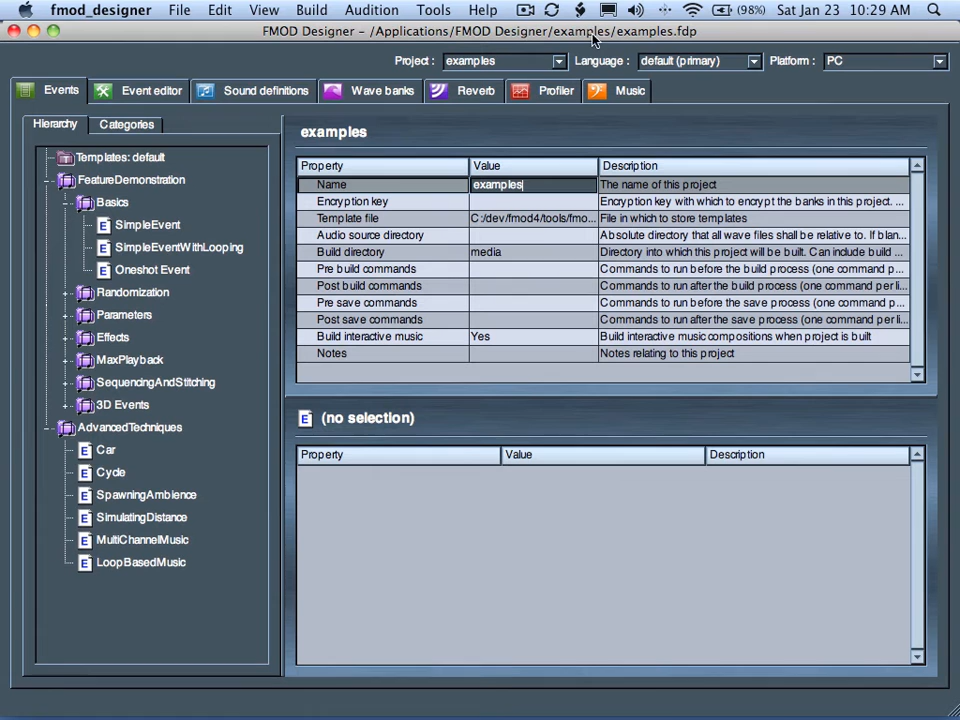 fmod_designer File Edit View Build Audition Tools Help (98%) Sat Jan 23 10:29 AM
FMOD Designer - /Applications/FMOD Designer/examples/examples.fdp
Project : examples Language : default (primary) Platform : PC
Events Event editor Sound definitions Wave banks Reverb Profiler Music
Hierarchy Categories
Templates: default
FeatureDemonstration
Basics
SimpleEvent
SimpleEventWithLooping
Oneshot Event
Randomization
Parameters
Effects
MaxPlayback
SequencingAndStitching
3D Events
AdvancedTechniques
Car
Cycle
SpawningAmbience
SimulatingDistance
MultiChannelMusic
LoopBasedMusic
examples
Property Value Description
Name examples The name of this project
Encryption key Encryption key with which to encrypt the banks in this project. ...
Template file C:/dev/fmod4/tools/fmo... File in which to store templates
Audio source directory Absolute directory that all wave files shall be relative to. If blan...
Build directory media Directory into which this project will be built. Can include build ...
Pre build commands Commands to run before the build process (one command p...
Post build commands Commands to run after the build process (one command per li...
Pre save commands Commands to run before the save process (one command p...
Post save commands Commands to run after the save process (one command per li...
Build interactive music Yes Build interactive music compositions when project is built
Notes Notes relating to this project
E (no selection)
Property Value Description